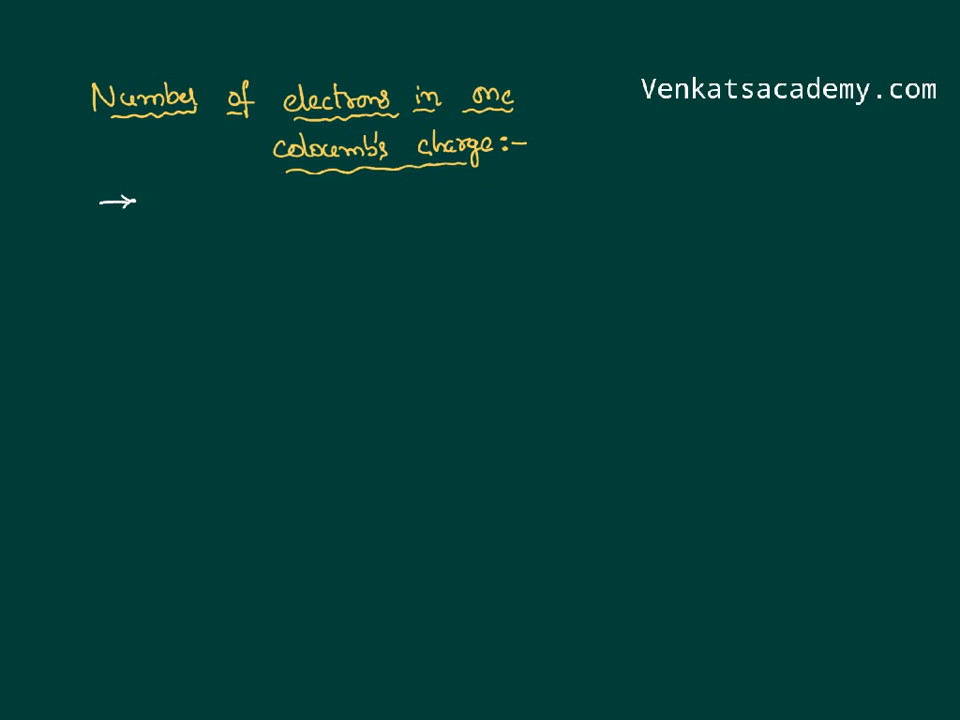 Number of electrons in one
Venkatsacademy.com
coloumb's charge:-
→